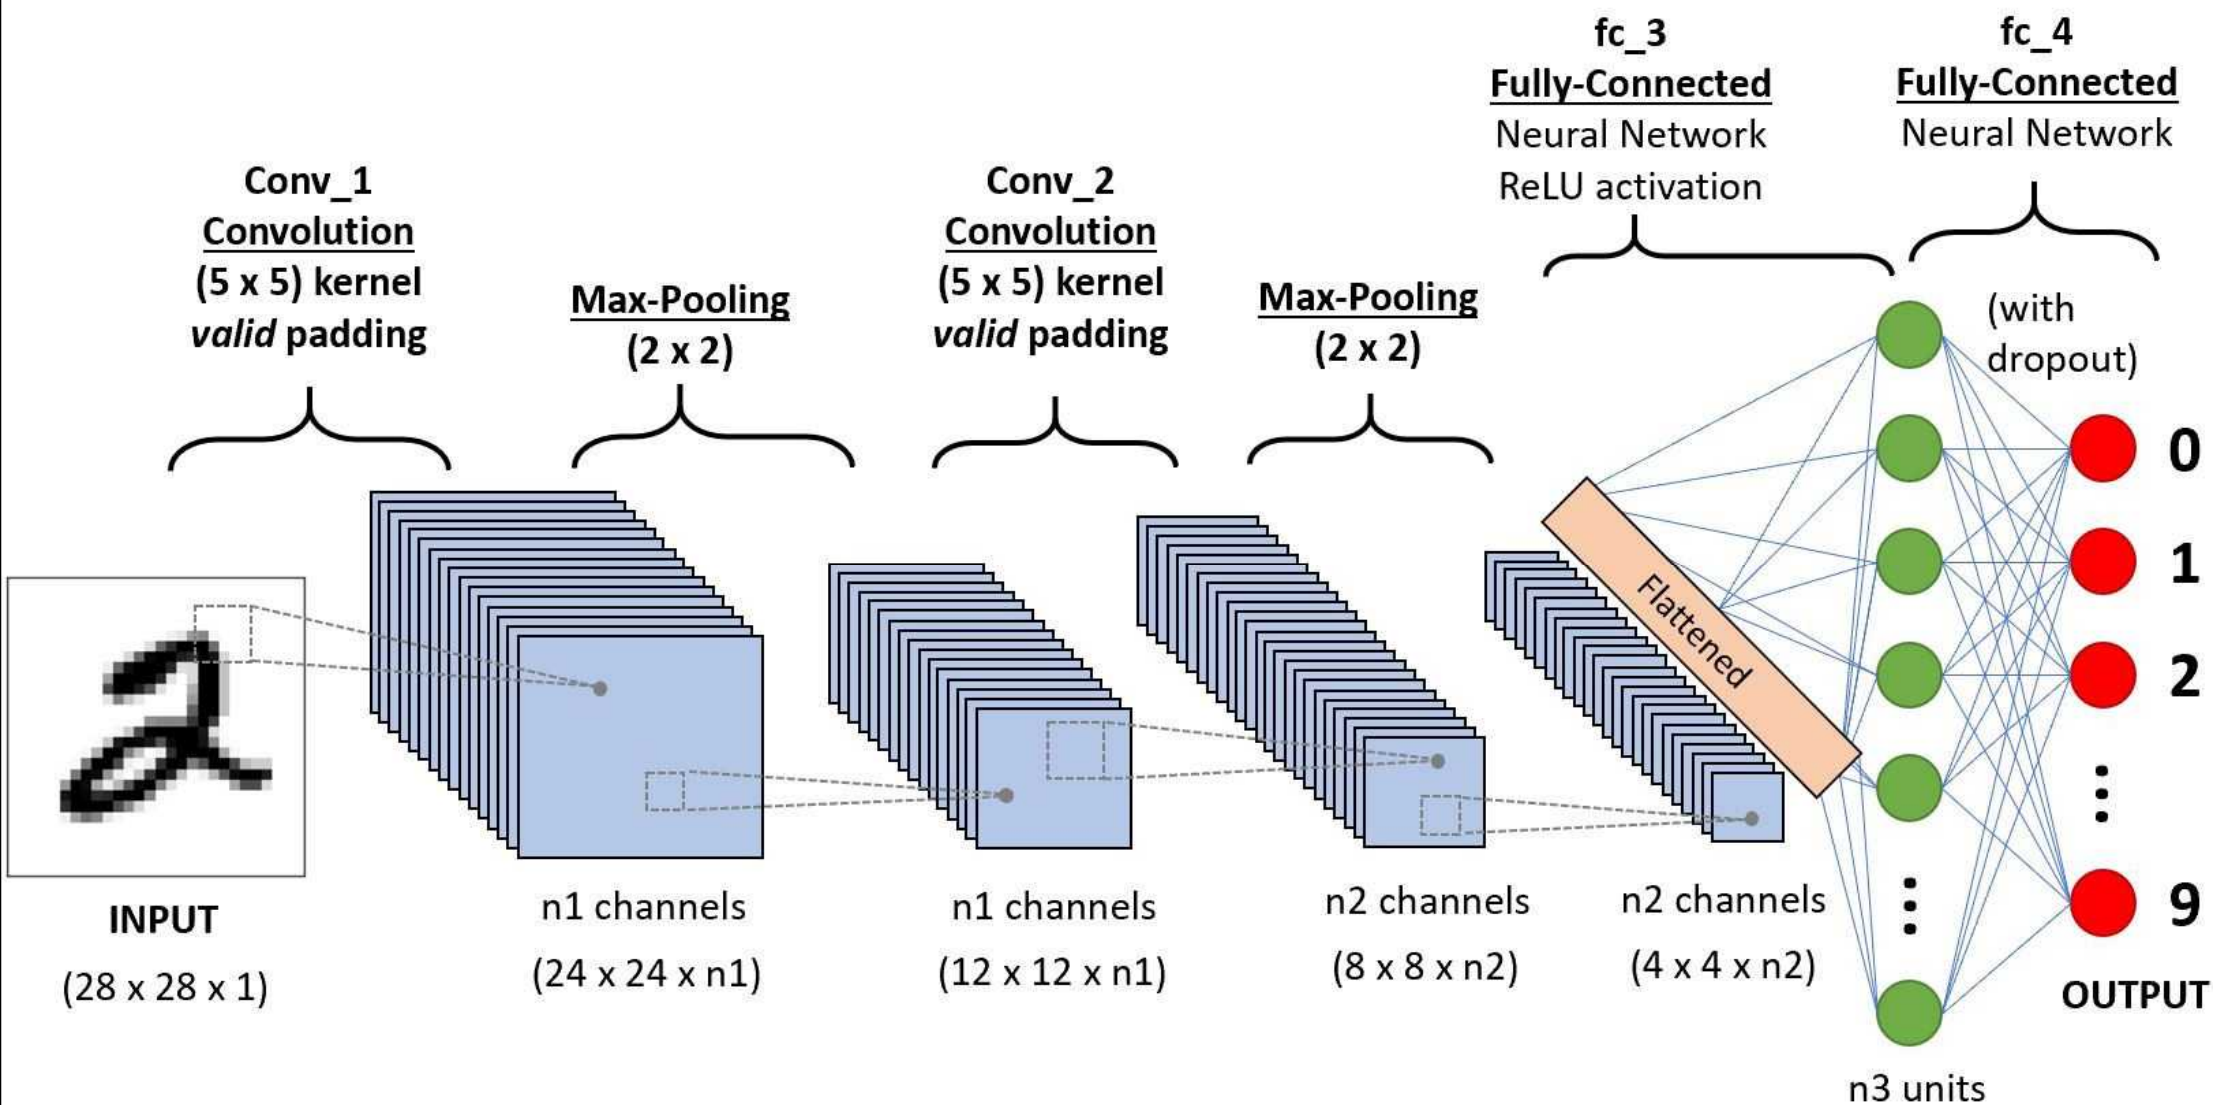 Conv_1
Convolution
(5 x 5) kernel
valid padding
Max-Pooling
(2 x 2)
Conv_2
Convolution
(5 x 5) kernel
valid padding
Max-Pooling
(2 x 2)
fc_3
Fully-Connected
Neural Network
ReLU activation
fc_4
Fully-Connected
Neural Network
(with
dropout)
Flattened
0
1
2
9
INPUT
(28 x 28 x 1)
n1 channels
(24 x 24 x n1)
n1 channels
(12 x 12 x n1)
n2 channels
(8 x 8 x n2)
n2 channels
(4 x 4 x n2)
n3 units
OUTPUT